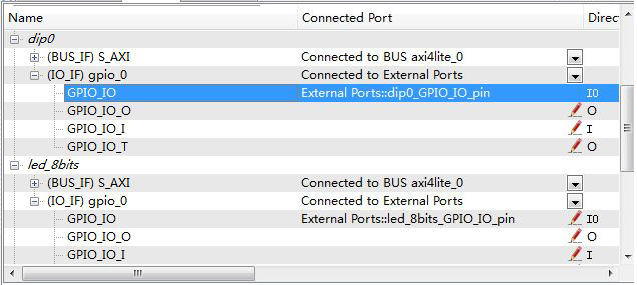 Name Connected Port Direc
dip0
(BUS_IF) S_AXI Connected to BUS axi4lite_0
(IO_IF) gpio_0 Connected to External Ports
GPIO_IO External Ports::dip0_GPIO_IO_pin IO
GPIO_IO_O O
GPIO_IO_I I
GPIO_IO_T O
led_8bits
(BUS_IF) S_AXI Connected to BUS axi4lite_0
(IO_IF) gpio_0 Connected to External Ports
GPIO_IO External Ports::led_8bits_GPIO_IO_pin IO
GPIO_IO_O O
GPIO_IO_I I